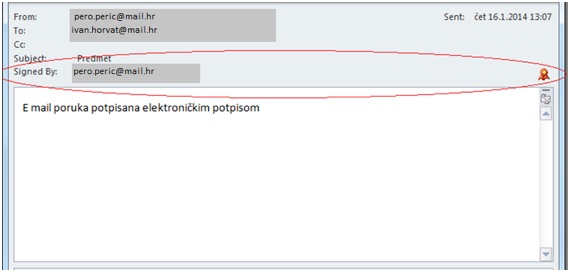 From: pero.peric@mail.hr Sent: čet 16.1.2014 13:07
To: ivan.horvat@mail.hr
Cc:
Subject: Predmet
Signed By: pero.peric@mail.hr
E mail poruka potpisana elektroničkim potpisom